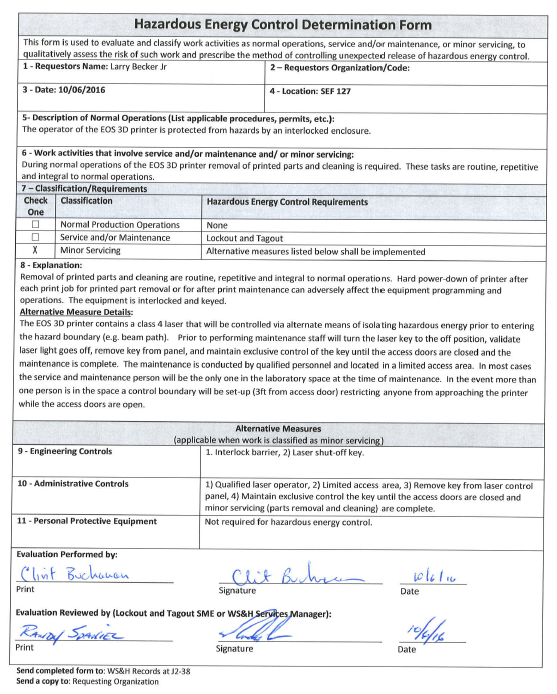 Hazardous Energy Control Determination Form
This form is used to evaluate and classify work activities as normal operations, service and/or maintenance, or minor servicing, to
qualitatively assess the risk of such work and prescribe the method of controlling unexpected release of hazardous energy control.
1 - Requestors Name: Larry Becker Jr
2 – Requestors Organization/Code:
3 - Date: 10/06/2016
4 - Location: SEF 127
5- Description of Normal Operations (List applicable procedures, permits, etc.):
The operator of the EOS 3D printer is protected from hazards by an interlocked enclosure.
6 - Work activities that involve service and/or maintenance and/ or minor servicing:
During normal operations of the EOS 3D printer removal of printed parts and cleaning is required. These tasks are routine, repetitive
and integral to normal operations.
7 – Classification/Requirements
Check
One
Classification
Hazardous Energy Control Requirements
☐ Normal Production Operations None
☐ Service and/or Maintenance Lockout and Tagout
X Minor Servicing Alternative measures listed below shall be implemented
8 - Explanation:
Removal of printed parts and cleaning are routine, repetitive and integral to normal operations. Hard power-down of printer after
each print job for printed part removal or for after print maintenance can adversely affect the equipment programming and
operations. The equipment is interlocked and keyed.
Alternative Measure Details:
The EOS 3D printer contains a class 4 laser that will be controlled via alternate means of isolating hazardous energy prior to entering
the hazard boundary (e.g. beam path). Prior to performing maintenance staff will turn the laser key to the off position, validate
laser light goes off, remove key from panel, and maintain exclusive control of the key until the access doors are closed and the
maintenance is complete. The maintenance is conducted by qualified personnel and located in a limited access area. In most cases
the service and maintenance person will be the only one in the laboratory space at the time of maintenance. In the event more than
one person is in the space a control boundary will be set-up (3ft from access door) restricting anyone from approaching the printer
while the access doors are open.
Alternative Measures
(applicable when work is classified as minor servicing)
9 - Engineering Controls
1. Interlock barrier, 2) Laser shut-off key.
10 - Administrative Controls
1) Qualified laser operator, 2) Limited access area, 3) Remove key from laser control
panel, 4) Maintain exclusive control the key until the access doors are closed and
minor servicing (parts removal and cleaning) are complete.
11 - Personal Protective Equipment
Not required for hazardous energy control.
Evaluation Performed by:
Clint Buchanan
Clint Buchanan
10/6/16
Print
Signature
Date
Evaluation Reviewed by (Lockout and Tagout SME or WS&H Services Manager):
Randy Spaniel
10/6/16
Print
Signature
Date
Send completed form to: WS&H Records at J2-38
Send a copy to: Requesting Organization